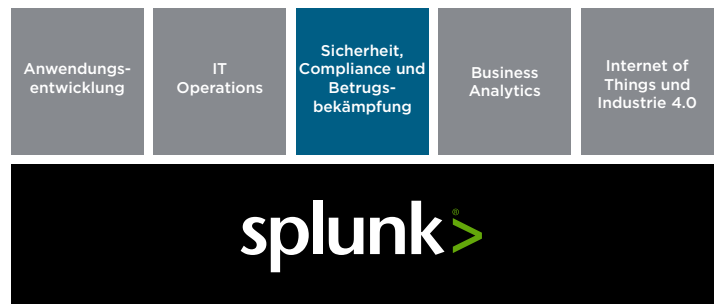 Anwendungs-
entwicklung
IT
Operations
Sicherheit,
Compliance und
Betrugs-
bekämpfung
Business
Analytics
Internet of
Things und
Industrie 4.0
splunk>®